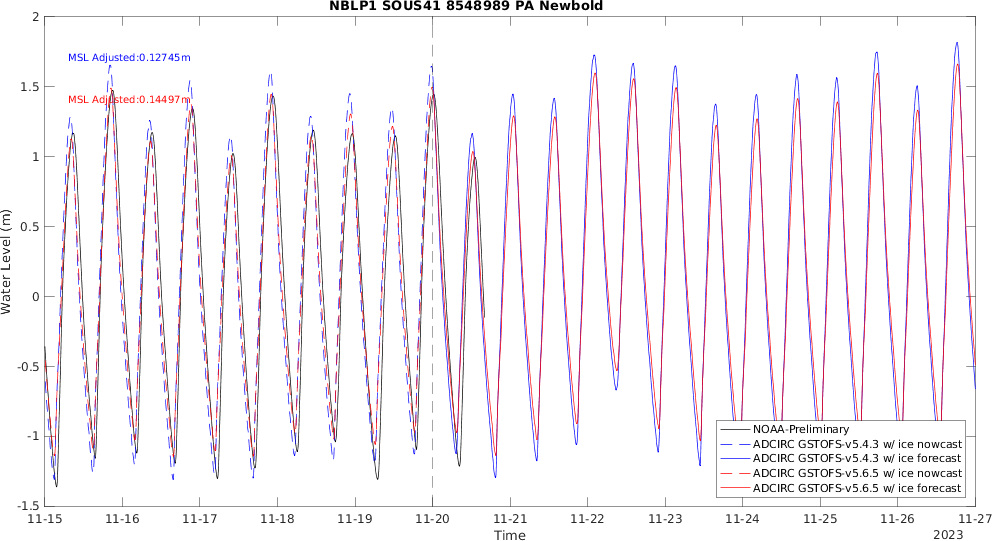 NBLP1 SOUS41 8548989 PA Newbold
MSL Adjusted:0.12745m
MSL Adjusted:0.14497m
Water Level (m)
2
1.5
1
0.5
0
-0.5
-1
-1.5
NOAA-Preliminary
ADCIRC GSTOFS-v5.4.3 w/ ice nowcast
ADCIRC GSTOFS-v5.4.3 w/ ice forecast
ADCIRC GSTOFS-v5.6.5 w/ ice nowcast
ADCIRC GSTOFS-v5.6.5 w/ ice forecast
11-15 11-16 11-17 11-18 11-19 11-20 11-21 11-22 11-23 11-24 11-25 11-26 11-27
Time
2023